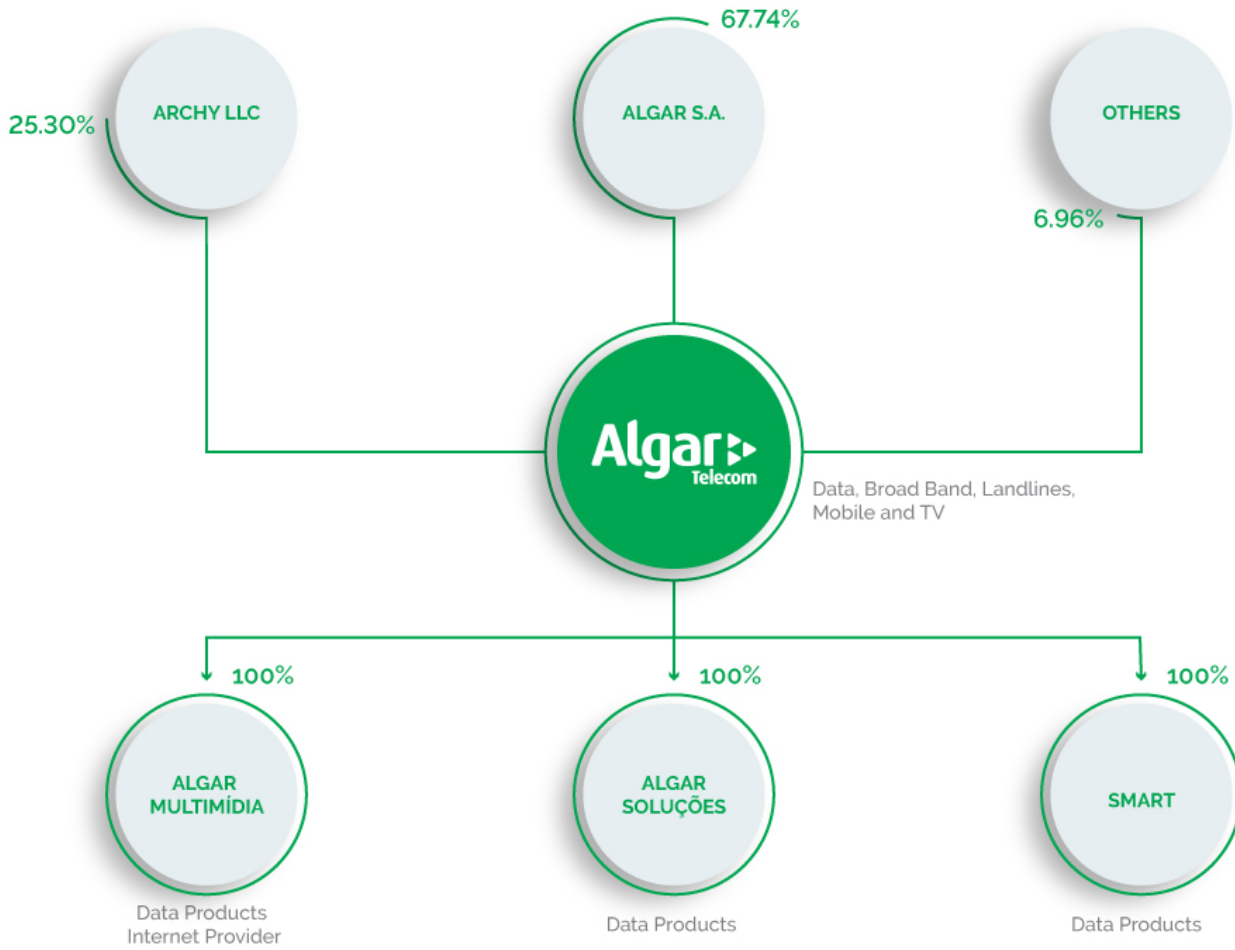 67.74%
25.30%
ARCHY LLC
ALGAR S.A.
OTHERS
6.96%
Algar
Telecom
Data, Broad Band, Landlines,
Mobile and TV
100%
100%
100%
ALGAR
MULTIMÍDIA
ALGAR
SOLUÇÕES
SMART
Data Products
Internet Provider
Data Products
Data Products